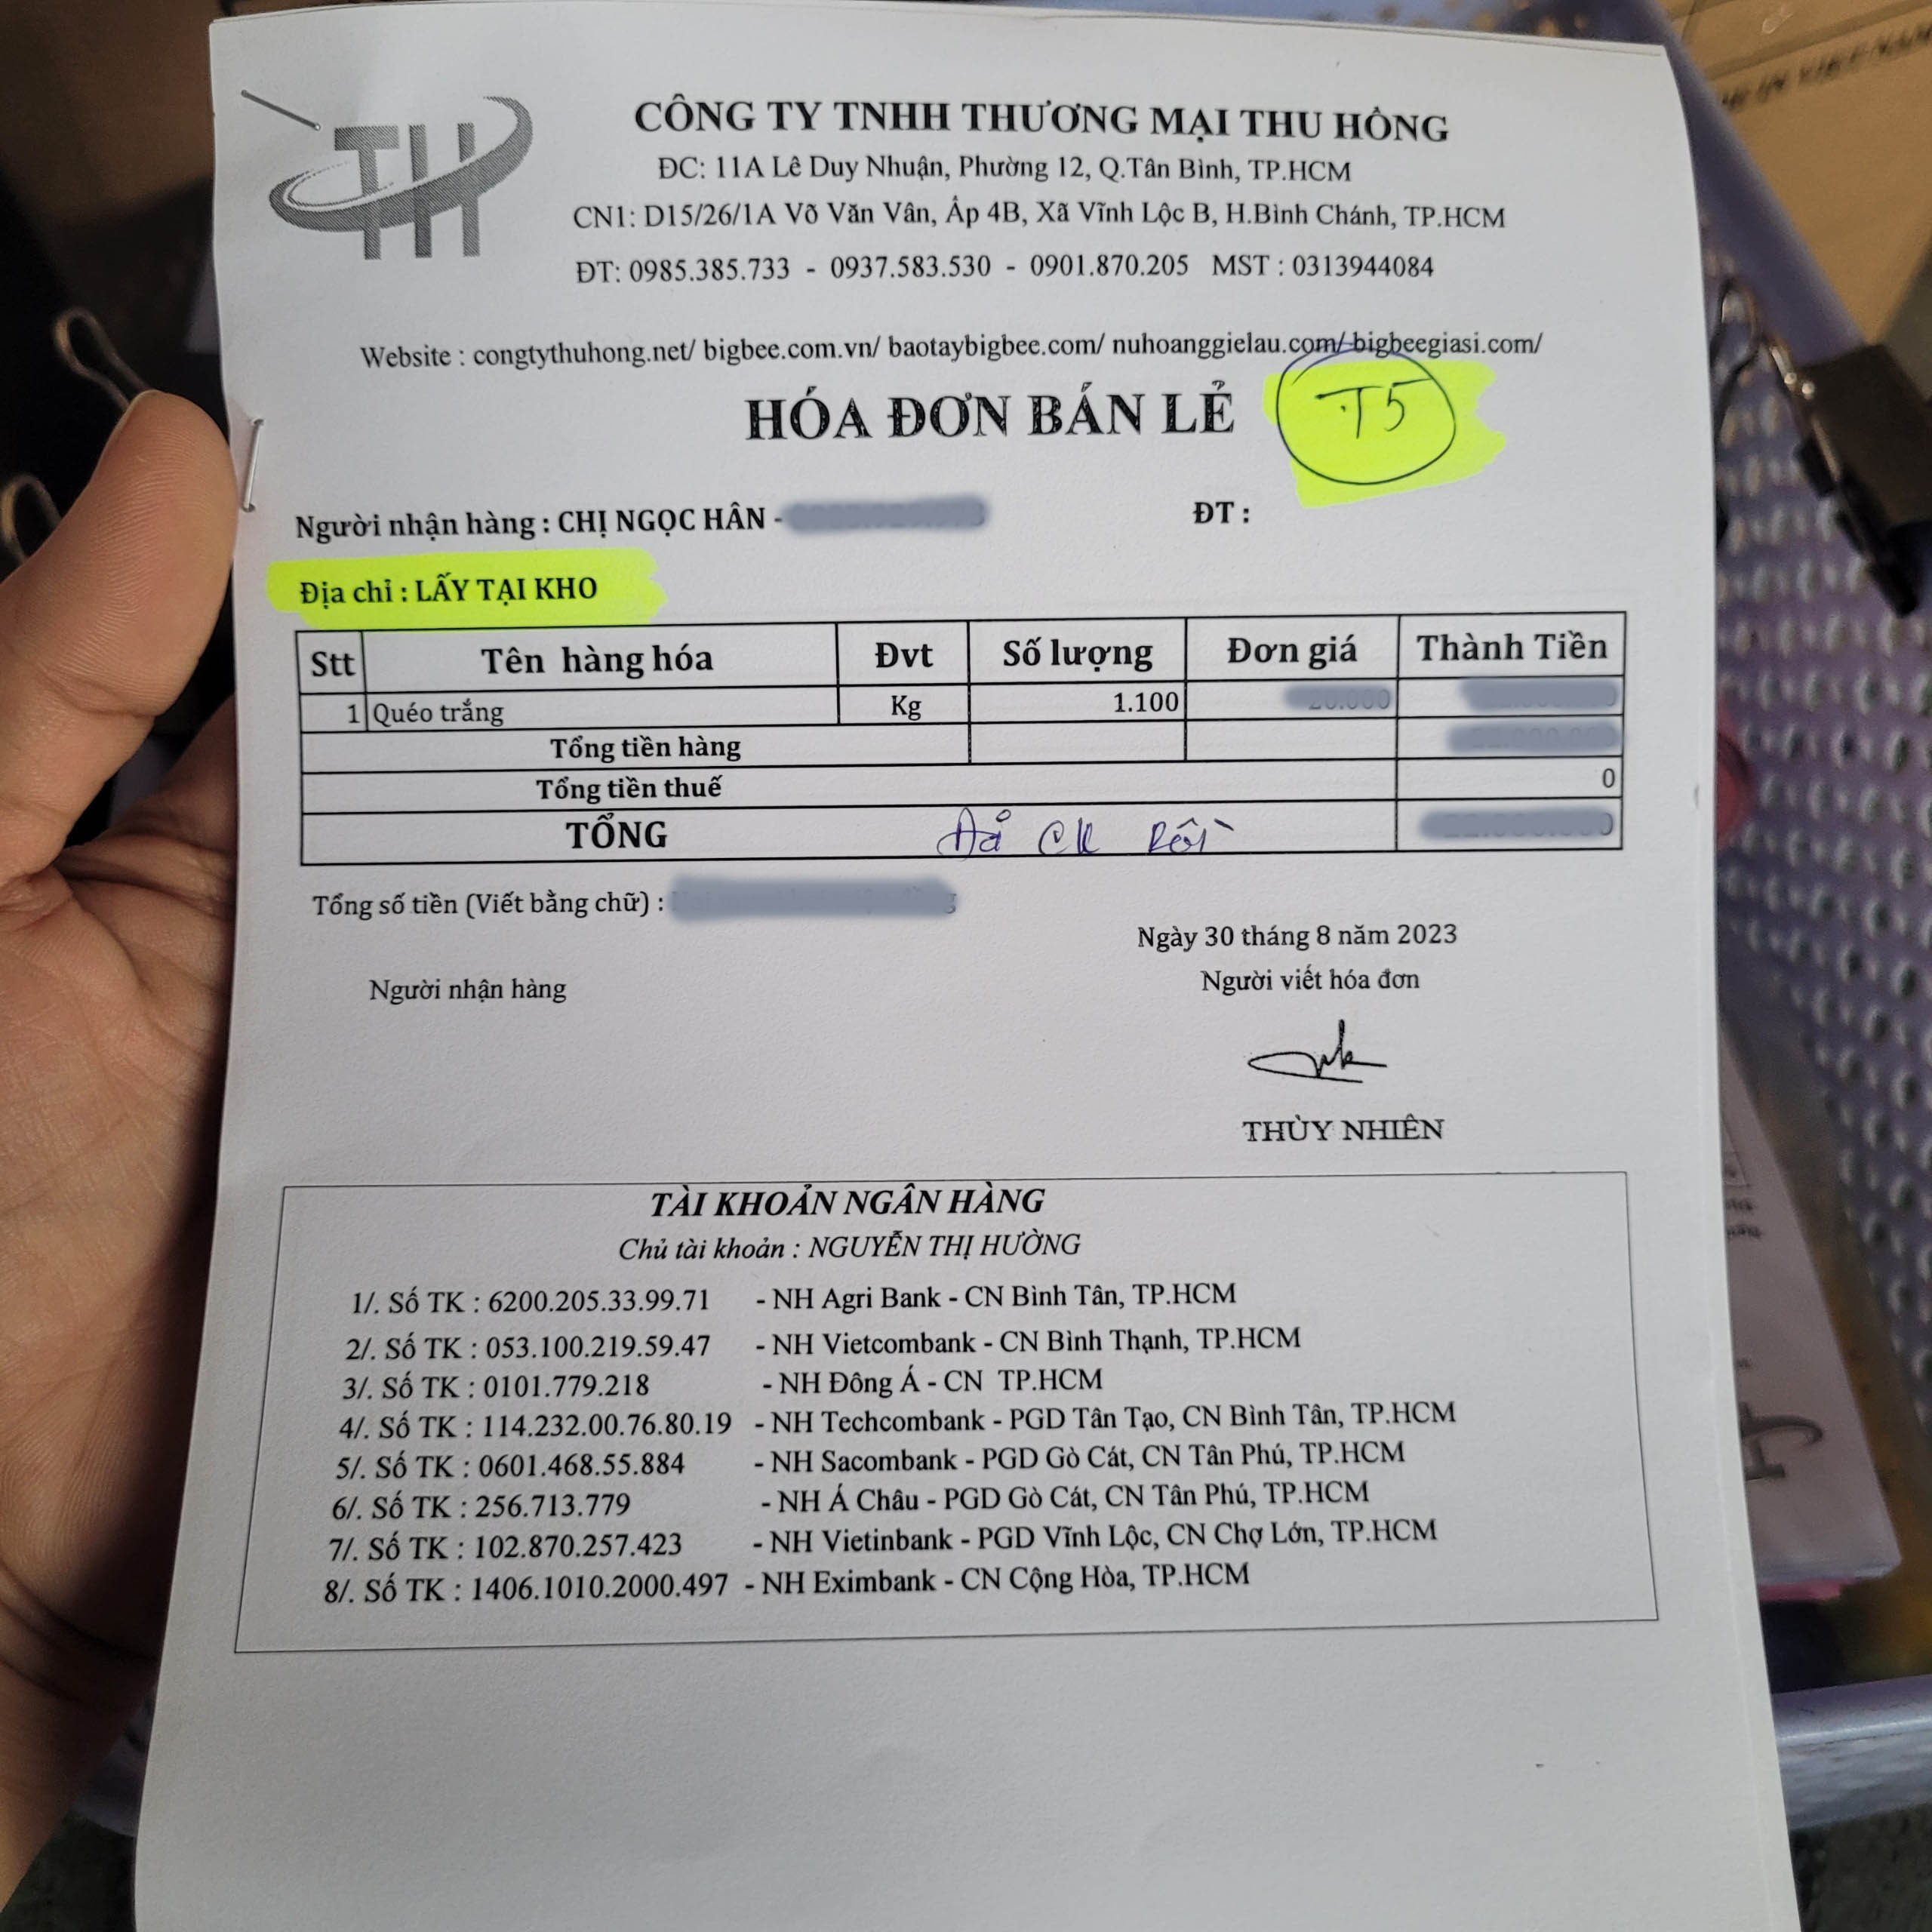 TH
CÔNG TY TNHH THƯƠNG MẠI THU HỒNG
ĐC: 11A Lê Duy Nhuận, Phường 12, Q.Tân Bình, TP.HCM
CN1: D15/26/1A Võ Văn Vân, Ấp 4B, Xã Vĩnh Lộc B, H.Bình Chánh, TP.HCM
ĐT: 0985.385.733 - 0937.583.530 - 0901.870.205 MST : 0313944084
Website : congtythuhong.net/ bigbee.com.vn/ baotaybigbee.com/ nuhoanggielau.com/ bigbeegiasi.com/
HÓA ĐƠN BÁN LẺ T5
Người nhận hàng : CHỊ NGỌC HÂN - ĐT :
Địa chỉ : LẤY TẠI KHO
Stt Tên hàng hóa Đvt Số lượng Đơn giá Thành Tiền
1 Quéo trắng Kg 1.100
Tổng tiền hàng
Tổng tiền thuế 0
TỔNG Đả CK Rồi
Tổng số tiền (Viết bằng chữ) :
Ngày 30 tháng 8 năm 2023
Người nhận hàng Người viết hóa đơn
THÙY NHIÊN
TÀI KHOẢN NGÂN HÀNG
Chủ tài khoản : NGUYỄN THỊ HƯỜNG
1/. Số TK : 6200.205.33.99.71 - NH Agri Bank - CN Bình Tân, TP.HCM
2/. Số TK : 053.100.219.59.47 - NH Vietcombank - CN Bình Thạnh, TP.HCM
3/. Số TK : 0101.779.218 - NH Đông Á - CN TP.HCM
4/. Số TK : 114.232.00.76.80.19 - NH Techcombank - PGD Tân Tạo, CN Bình Tân, TP.HCM
5/. Số TK : 0601.468.55.884 - NH Sacombank - PGD Gò Cát, CN Tân Phú, TP.HCM
6/. Số TK : 256.713.779 - NH Á Châu - PGD Gò Cát, CN Tân Phú, TP.HCM
7/. Số TK : 102.870.257.423 - NH Vietinbank - PGD Vĩnh Lộc, CN Chợ Lớn, TP.HCM
8/. Số TK : 1406.1010.2000.497 - NH Eximbank - CN Cộng Hòa, TP.HCM